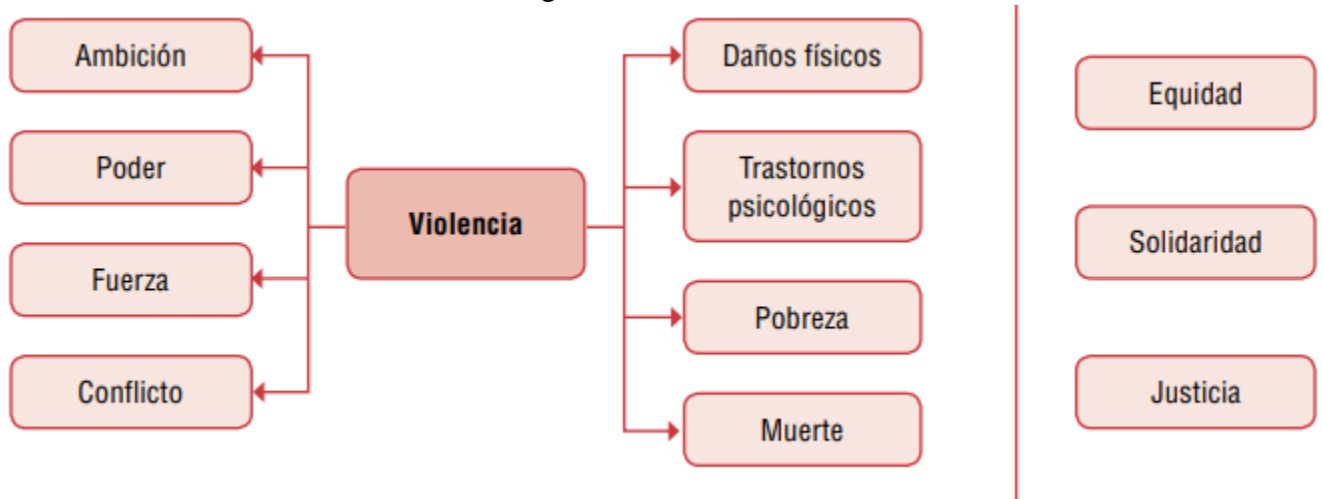 Ambición
Poder
Fuerza
Conflicto
Violencia
Daños físicos
Trastornos
psicológicos
Pobreza
Muerte
Equidad
Solidaridad
Justicia